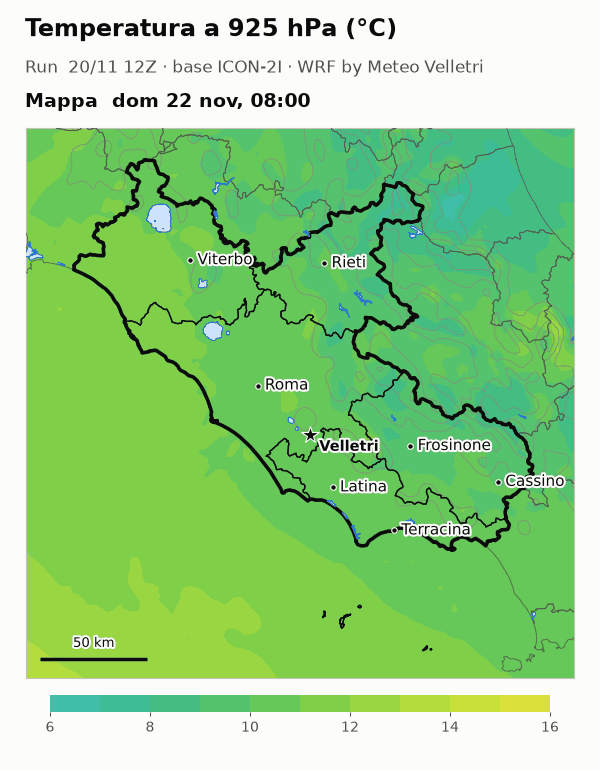 Temperatura a 925 hPa (°C)
Run  20/11 12Z · base ICON-2I · WRF by Meteo Velletri
Mappa  dom 22 nov, 08:00
Viterbo
Rieti
Roma
Velletri
Frosinone
Cassino
Latina
Terracina
50 km
6 8 10 12 14 16